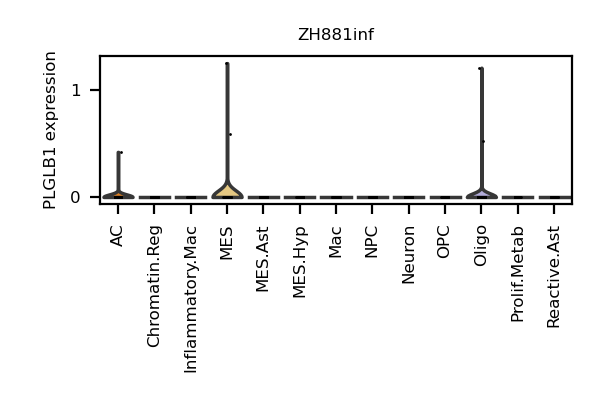 ZH881inf
PLGLB1 expression
1
0
AC
Chromatin.Reg
Inflammatory.Mac
MES
MES.Ast
MES.Hyp
Mac
NPC
Neuron
OPC
Oligo
Prolif.Metab
Reactive.Ast